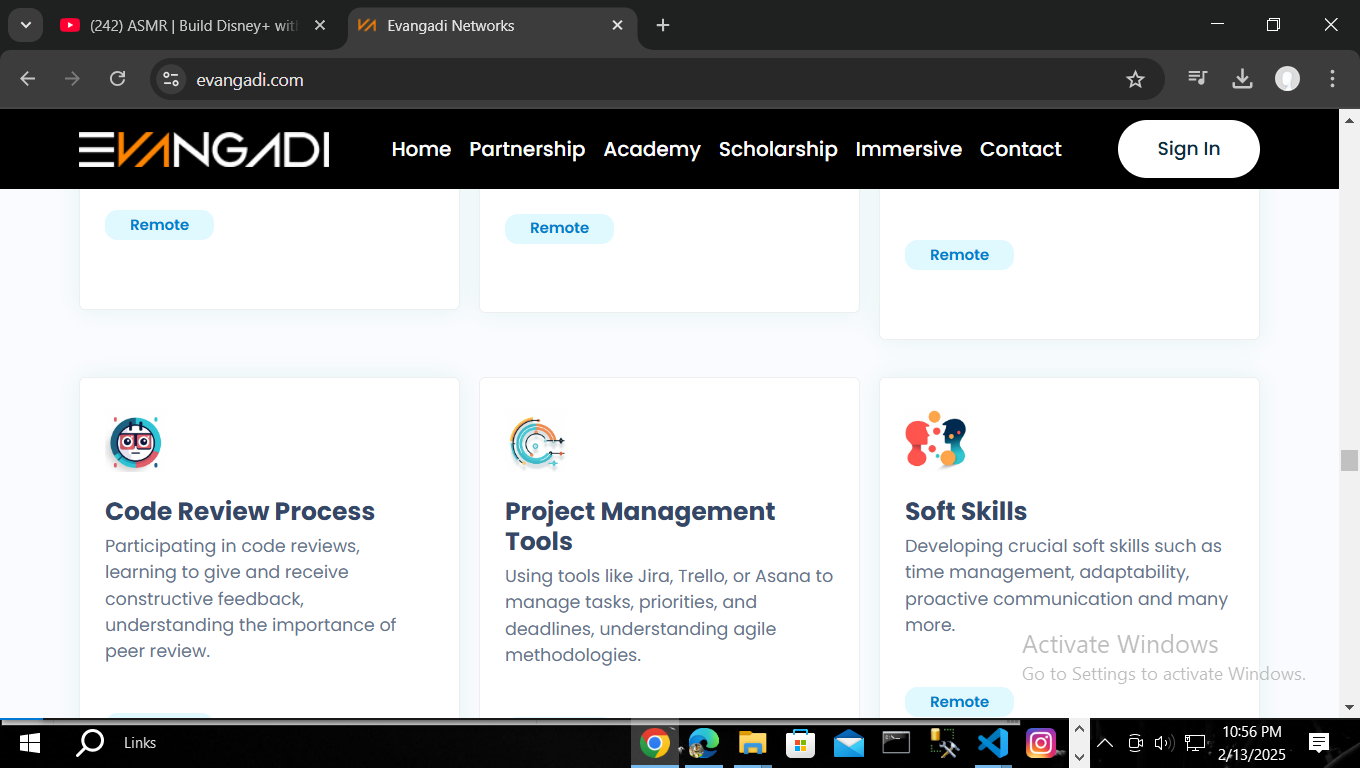 (242) ASMR | Build Disney+ with
Evangadi Networks
evangadi.com
EVANGADI
Home Partnership Academy Scholarship Immersive Contact
Sign In
Remote
Remote
Remote
Code Review Process
Participating in code reviews,
learning to give and receive
constructive feedback,
understanding the importance of
peer review.
Project Management
Tools
Using tools like Jira, Trello, or Asana to
manage tasks, priorities, and
deadlines, understanding agile
methodologies.
Soft Skills
Developing crucial soft skills such as
time management, adaptability,
proactive communication and many
more.
Remote
Activate Windows
Go to Settings to activate Windows.
Links
10:56 PM
2/13/2025